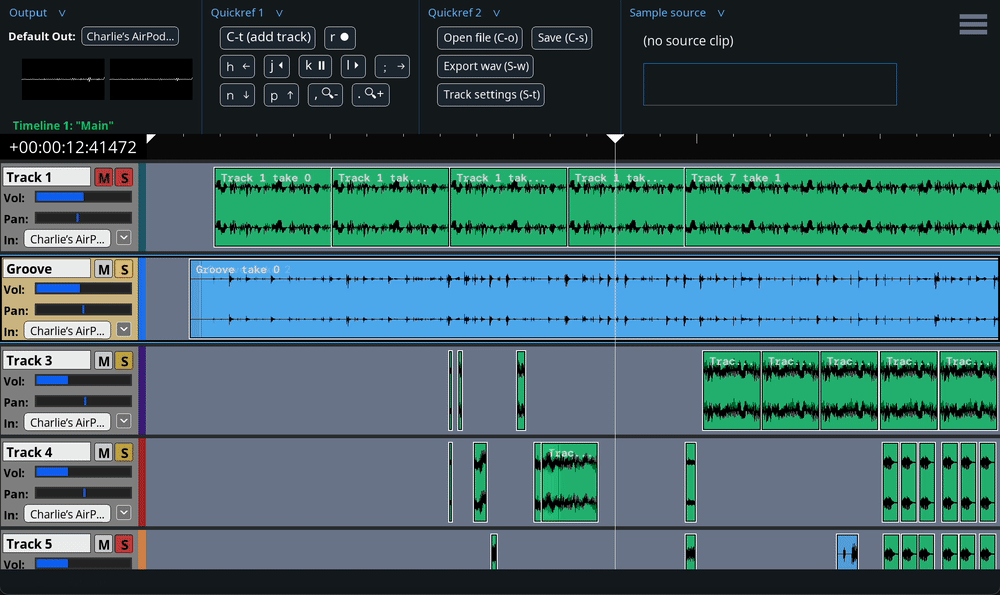 Output ∨
Quickref 1 ∨
Quickref 2 ∨
Sample source ∨
Default Out: Charlie's AirPod...
C-t (add track)
r ●
Open file (C-o)
Save (C-s)
(no source clip)
h ←
j
k
l
; →
Export wav (S-w)
n ↓
p ↑
, -
. +
Track settings (S-t)
Timeline 1: "Main"
+00:00:12:41472
Track 1 M S
Vol:
Pan:
In: Charlie's AirP...
Track 1 take 0
Track 1 tak...
Track 1 tak...
Track 1 tak...
Track 7 take 1
Groove M S
Vol:
Pan:
In: Charlie's AirP...
Groove take 0 2
Track 3 M S
Vol:
Pan:
In: Charlie's AirP...
Trac...
Trac...
Trac...
Trac...
Trac...
Track 4 M S
Vol:
Pan:
In: Charlie's AirP...
Trac...
Track 5 M S
Vol: